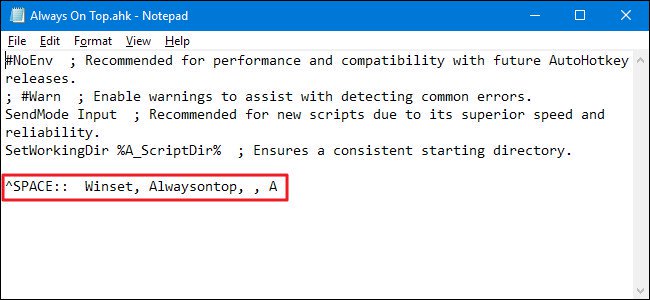 Always On Top.ahk - Notepad
File Edit Format View Help
#NoEnv  ; Recommended for performance and compatibility with future AutoHotkey
releases.
; #Warn  ; Enable warnings to assist with detecting common errors.
SendMode Input  ; Recommended for new scripts due to its superior speed and
reliability.
SetWorkingDir %A_ScriptDir%  ; Ensures a consistent starting directory.
^SPACE::  Winset, Alwaysontop, , A